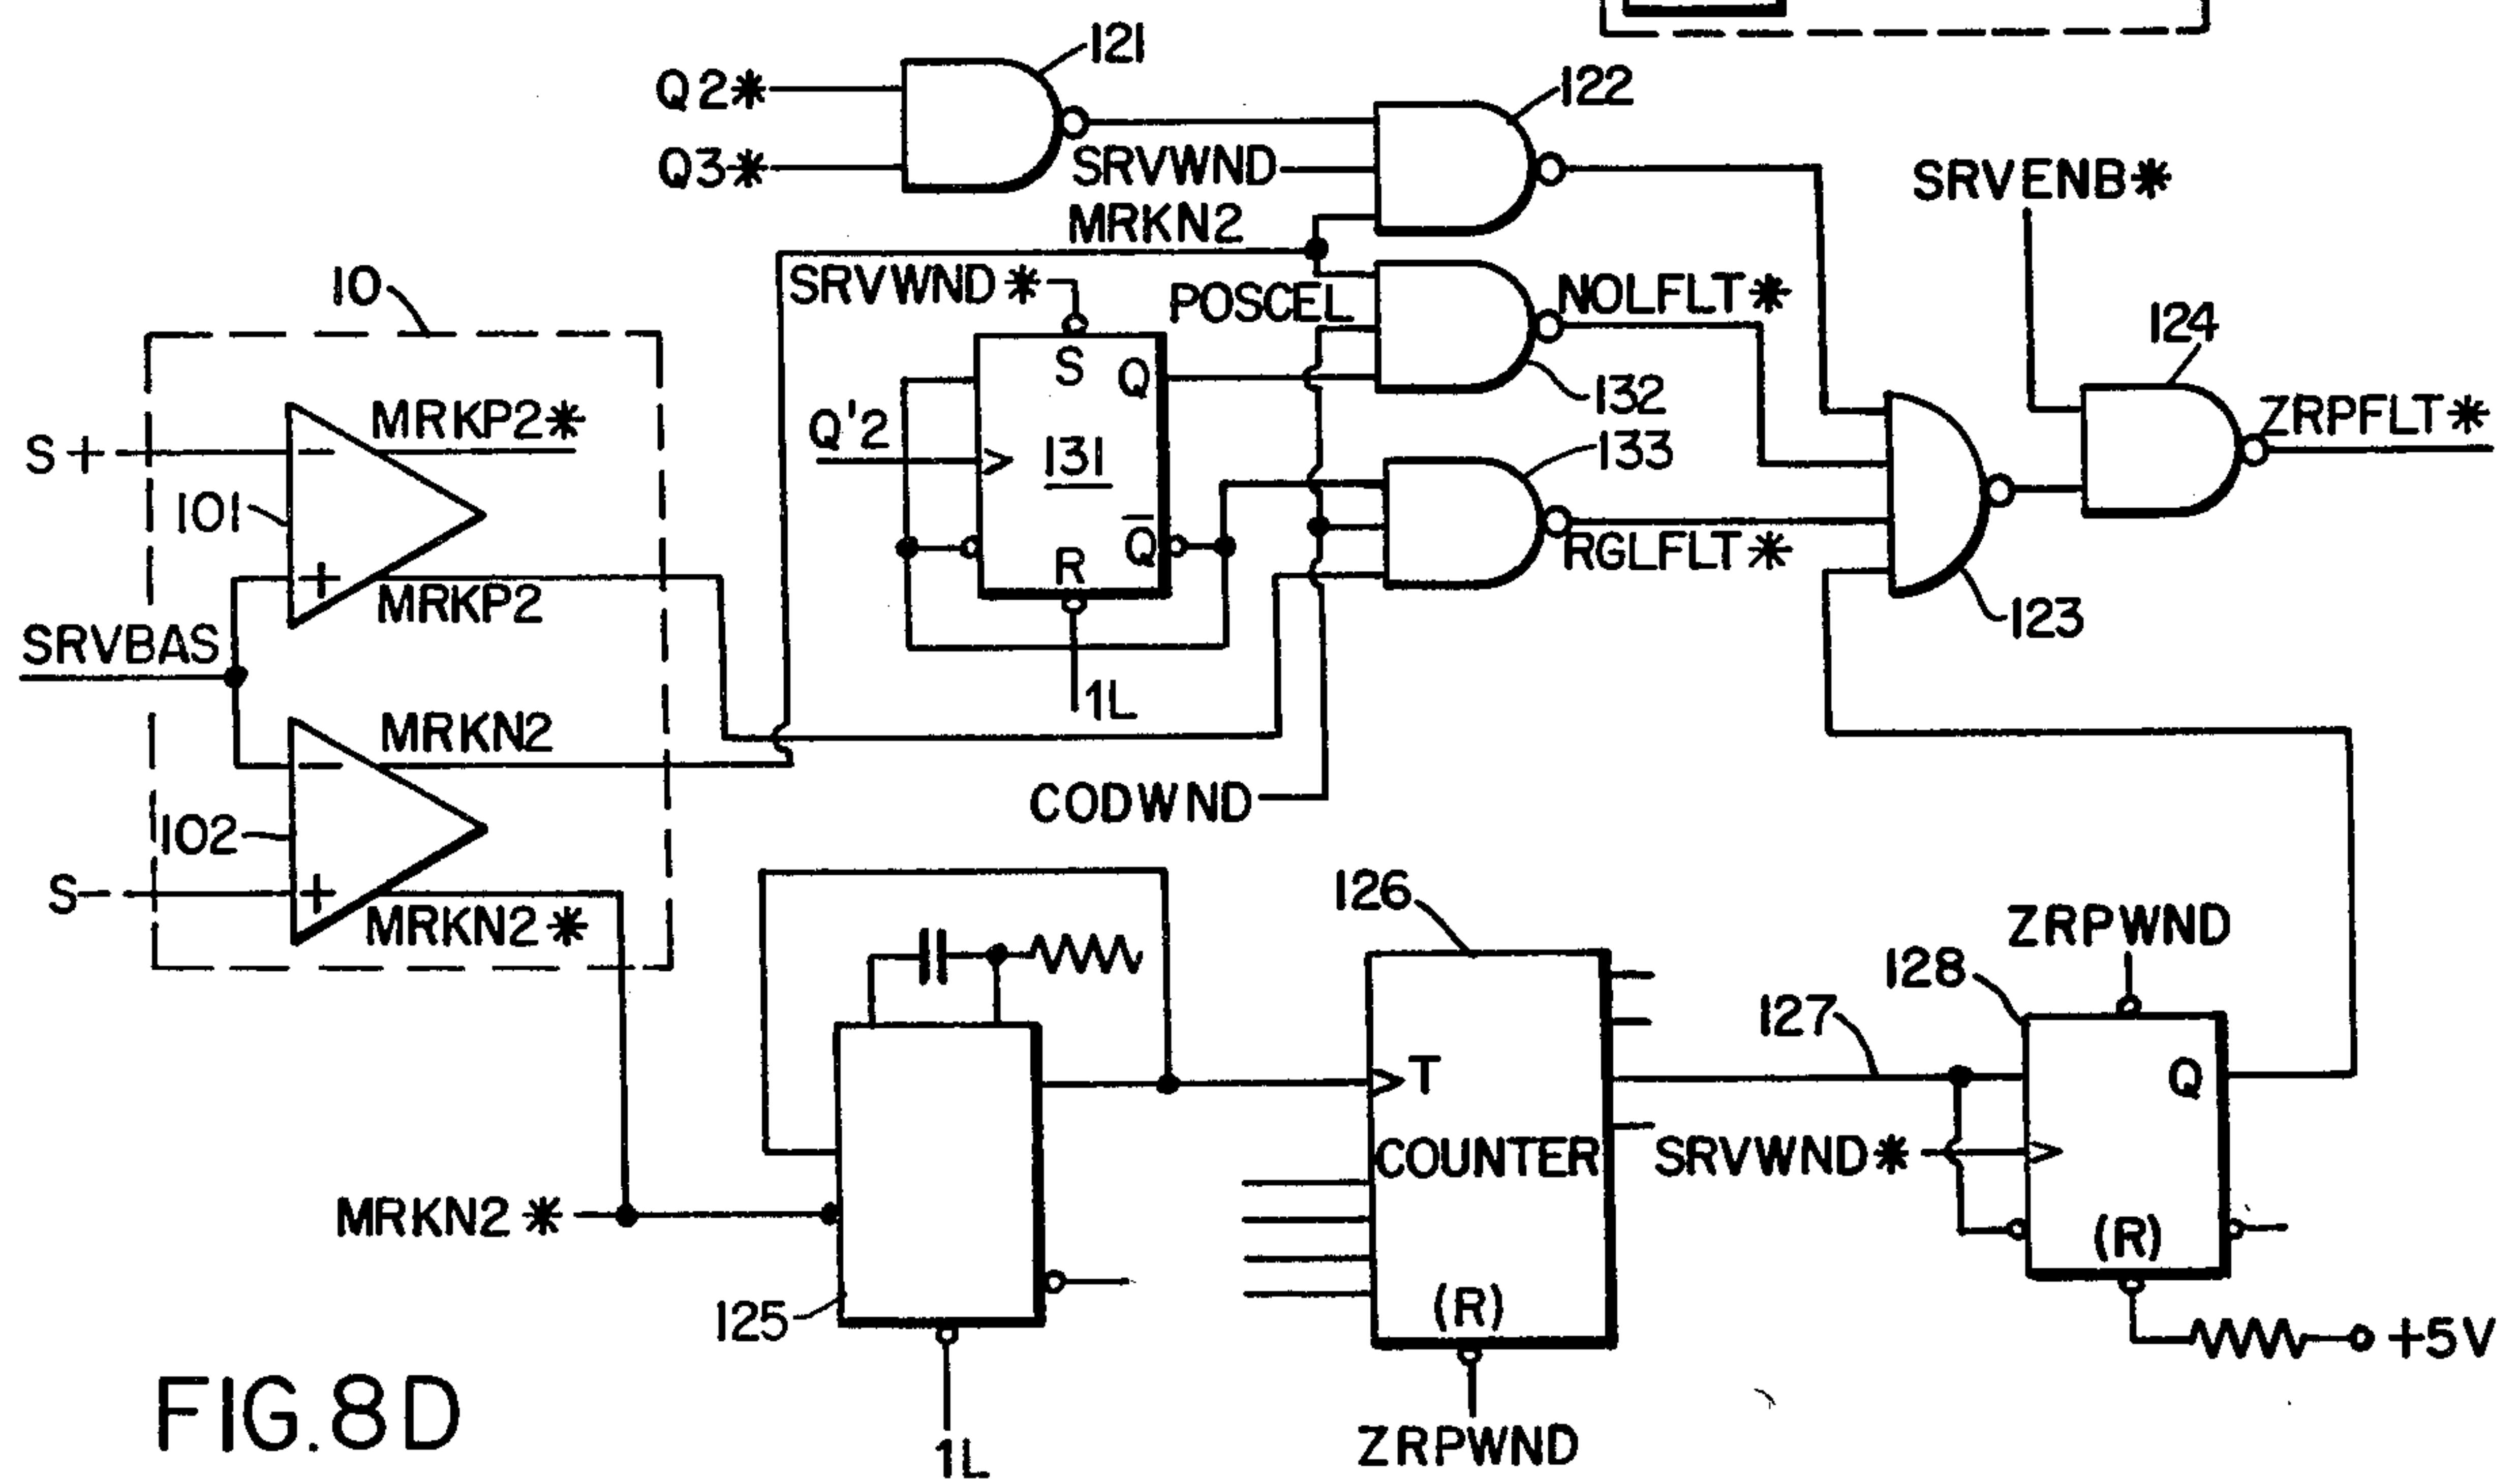 121
Q2*
122
Q3*
SRVWND
SRVENB*
MRKN2
10
SRVWND*
POSCEL
NOLFLT*
124
S
Q
MRKP2*
Q'2
132
ZRPFLT*
S+
−
131
133
101
R
Q̅
RGLFLT*
+
MRKP2
123
SRVBAS
1L
MRKN2
−
CODWND
102
126
S−
+
MRKN2*
ZRPWND
128
127
T
Q
COUNTER
SRVWND*
MRKN2*
(R)
125
(R)
+5V
FIG. 8D
1L
ZRPWND